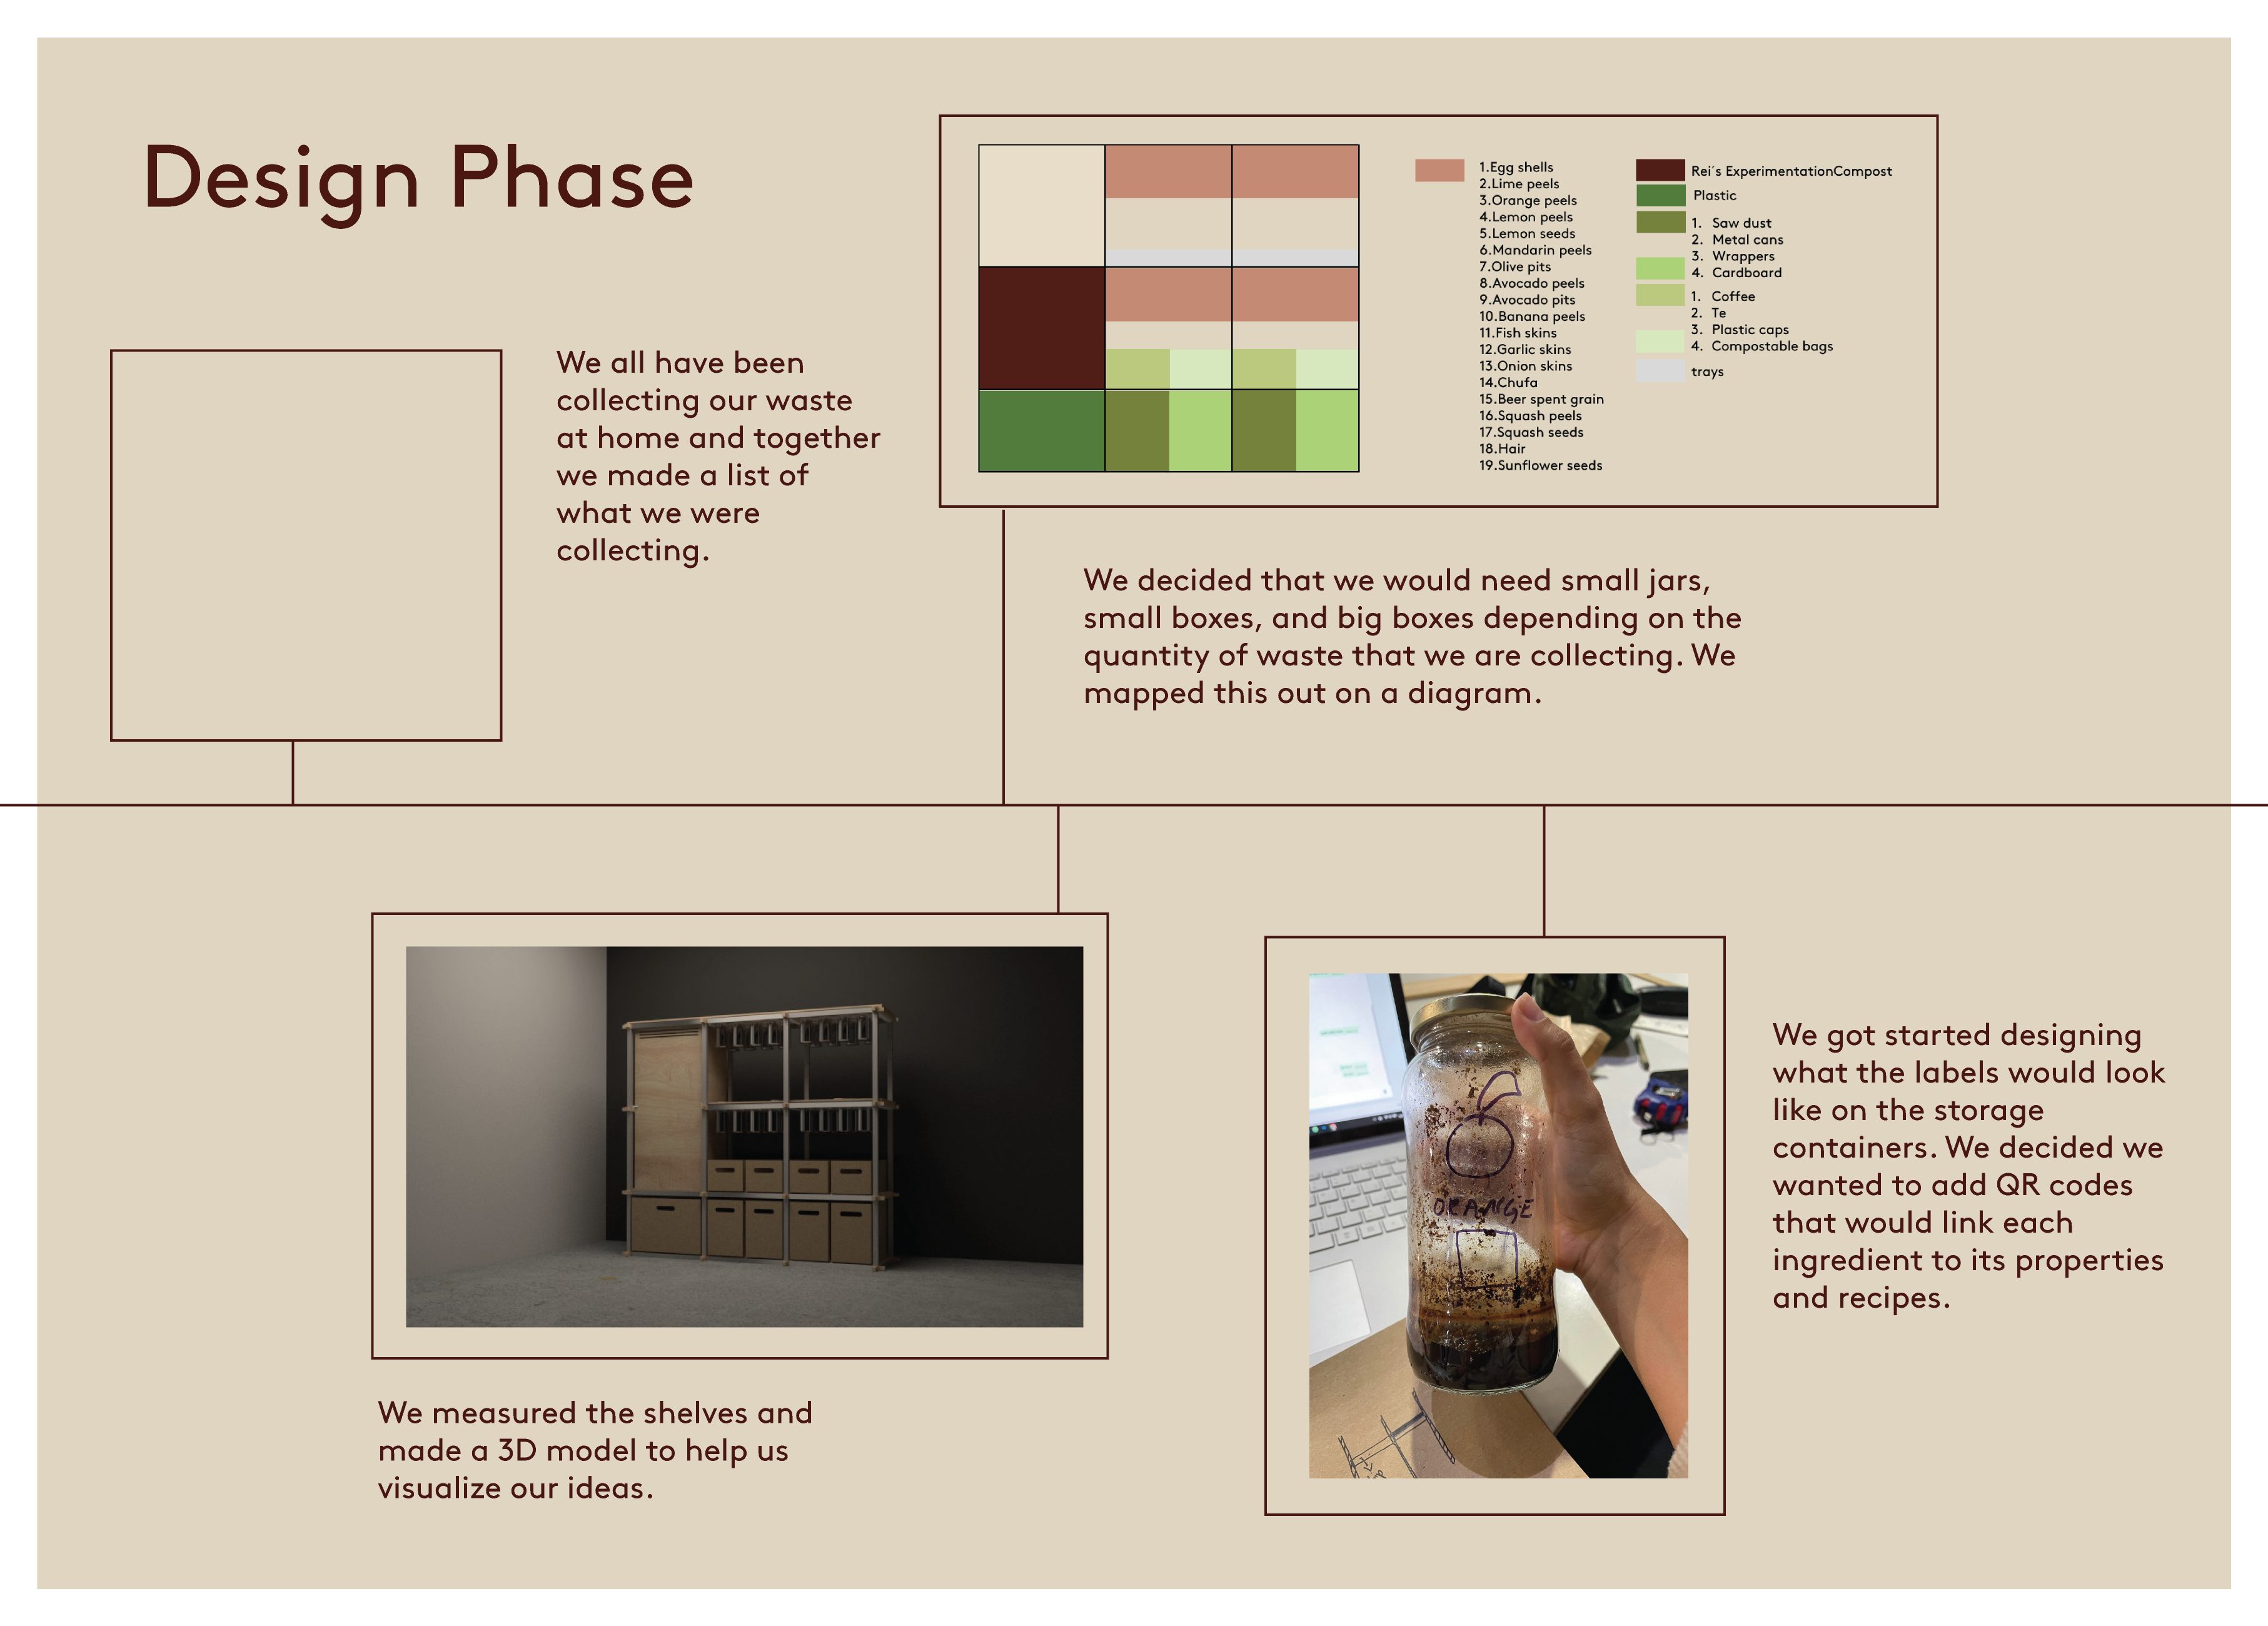 Design Phase
We all have been
collecting our waste
at home and together
we made a list of
what we were
collecting.
1.Egg shells
2.Lime peels
3.Orange peels
4.Lemon peels
5.Lemon seeds
6.Mandarin peels
7.Olive pits
8.Avocado peels
9.Avocado pits
10.Banana peels
11.Fish skins
12.Garlic skins
13.Onion skins
14.Chufa
15.Beer spent grain
16.Squash peels
17.Squash seeds
18.Hair
19.Sunflower seeds
Rei´s ExperimentationCompost
Plastic
1. Saw dust
2. Metal cans
3. Wrappers
4. Cardboard
1. Coffee
2. Te
3. Plastic caps
4. Compostable bags
trays
We decided that we would need small jars,
small boxes, and big boxes depending on the
quantity of waste that we are collecting. We
mapped this out on a diagram.
We measured the shelves and
made a 3D model to help us
visualize our ideas.
ORANGE
We got started designing
what the labels would look
like on the storage
containers. We decided we
wanted to add QR codes
that would link each
ingredient to its properties
and recipes.